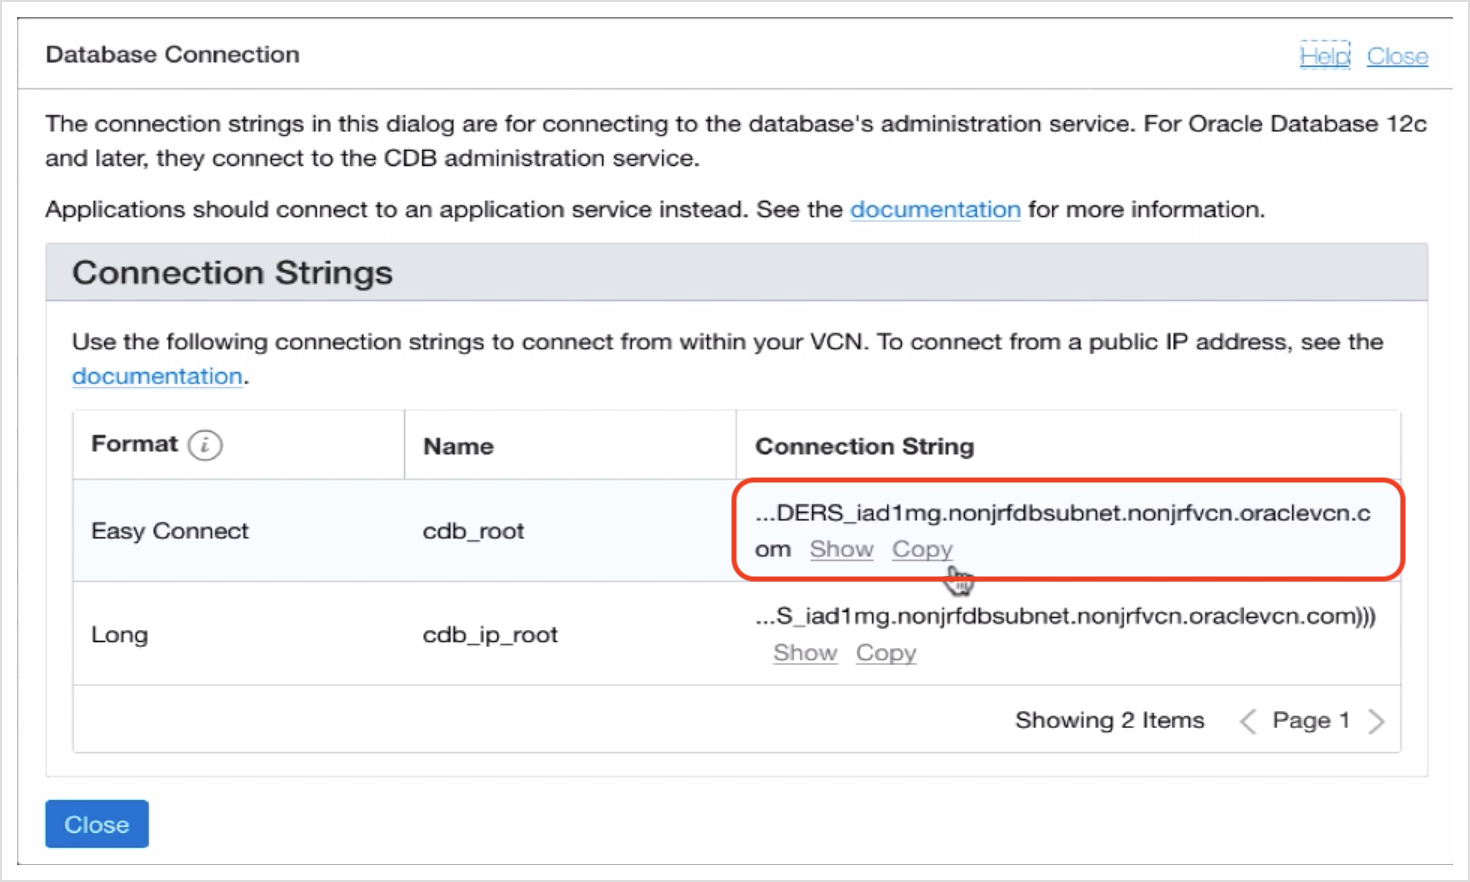 Database Connection
Help Close
The connection strings in this dialog are for connecting to the database's administration service. For Oracle Database 12c
and later, they connect to the CDB administration service.
Applications should connect to an application service instead. See the documentation for more information.
Connection Strings
Use the following connection strings to connect from within your VCN. To connect from a public IP address, see the
documentation.
Format i Name Connection String
Easy Connect cdb_root ...DERS_iad1mg.nonjrfdbsubnet.nonjrfvcn.oraclevcn.c
om Show Copy
Long cdb_ip_root ...S_iad1mg.nonjrfdbsubnet.nonjrfvcn.oraclevcn.com)))
Show Copy
Showing 2 Items < Page 1 >
Close